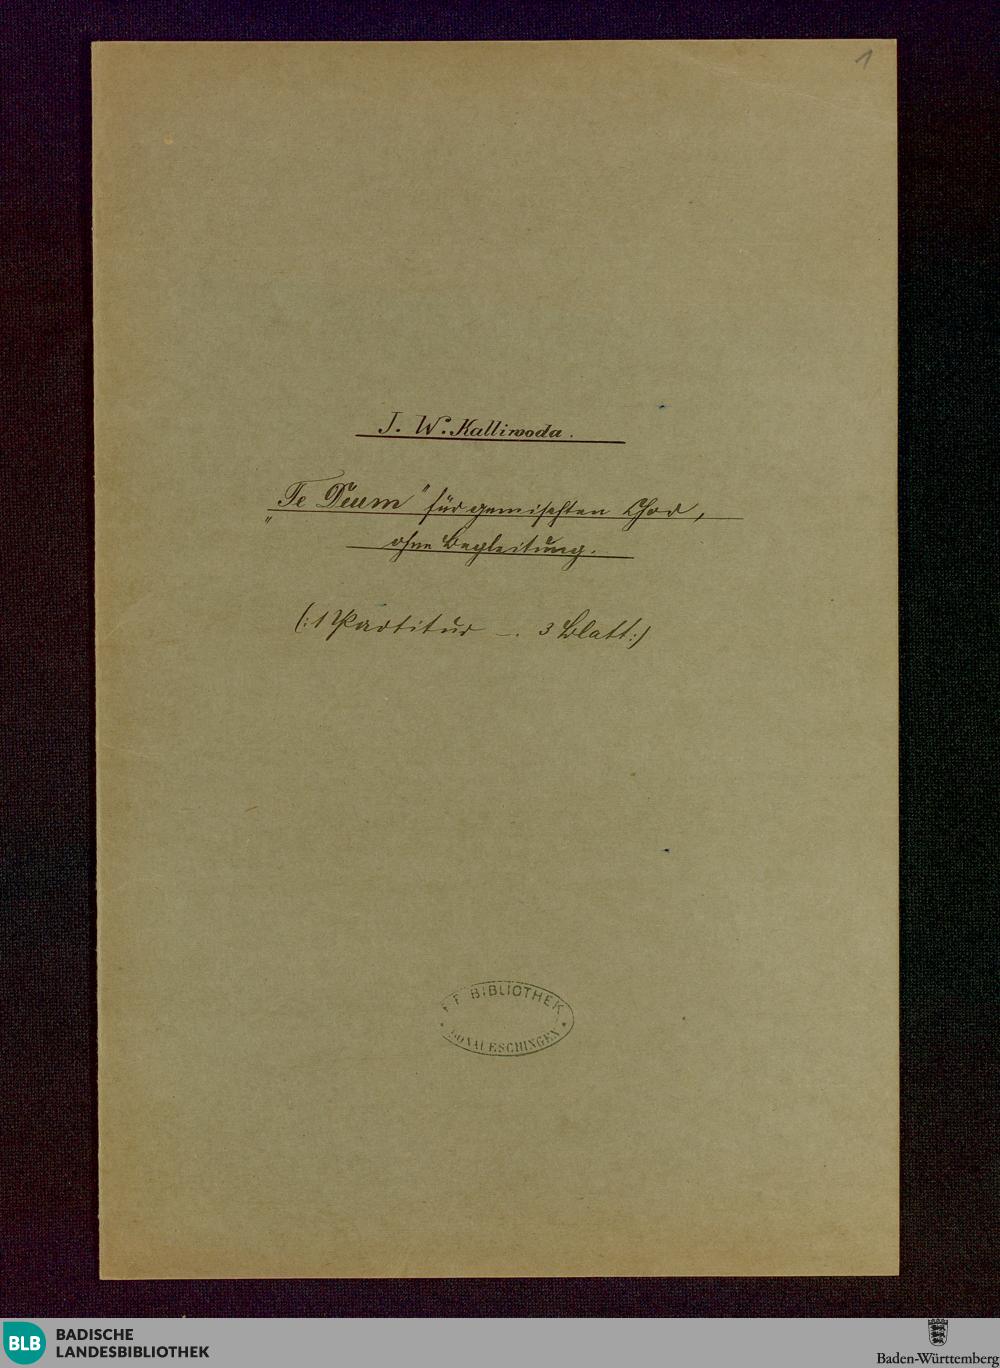 1
J. W. Kalliwoda.
„Te Deum" für gemischten Chor,
ohne Begleitung.
(: 1 Partitur —. 3 Blatt :)
F F BIBLIOTHEK
DONAUESCHINGEN
BLB
BADISCHE
LANDESBIBLIOTHEK
Baden-Württemberg